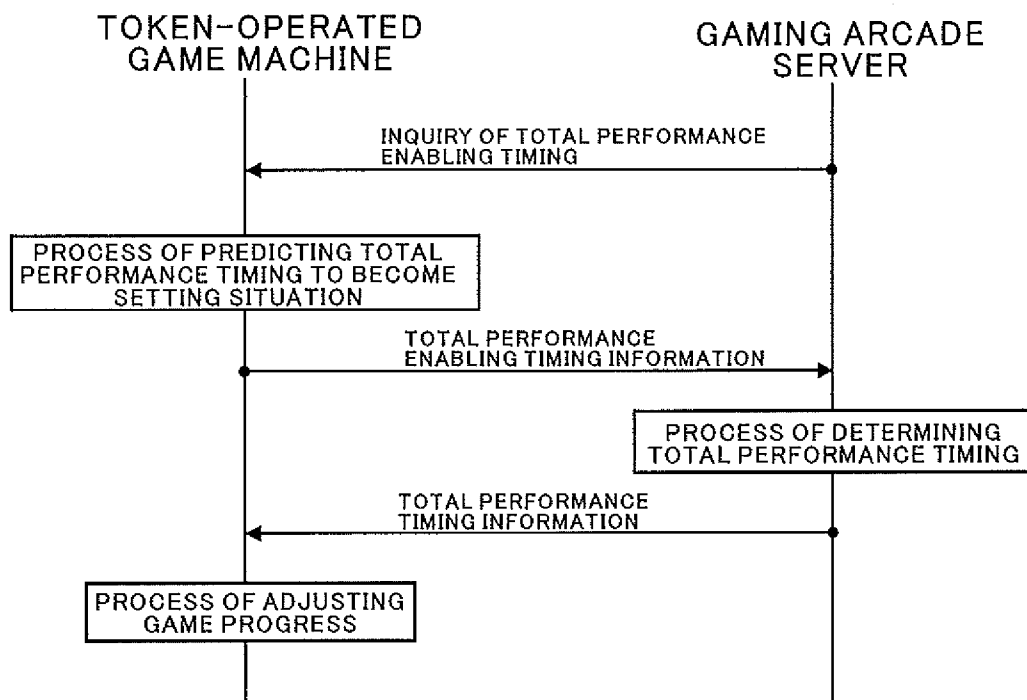 TOKEN-OPERATED
GAME MACHINE
GAMING ARCADE
SERVER
INQUIRY OF TOTAL PERFORMANCE
ENABLING TIMING
PROCESS OF PREDICTING TOTAL
PERFORMANCE TIMING TO BECOME
SETTING SITUATION
TOTAL PERFORMANCE
ENABLING TIMING INFORMATION
PROCESS OF DETERMINING
TOTAL PERFORMANCE TIMING
TOTAL PERFORMANCE
TIMING INFORMATION
PROCESS OF ADJUSTING
GAME PROGRESS